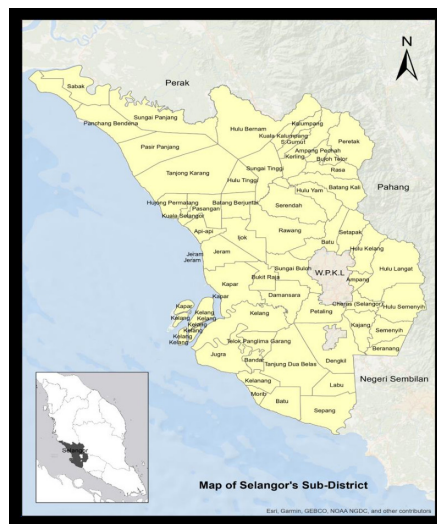 N
Perak
Sabak
Sungai Panjang
Panchang Bendena
Hulu Bernam
Kalumpang
Kuala Kalumpang
S.Gumut
Peretak
Ampang Pechah
Kerling
Buloh Telor
Pasir Panjang
Rasa
Sungai Tinggi
Tanjong Karang
Hulu Tinggi
Batang Kali
Pahang
Hulu Yam
Hujong Permatang
Batang Berjuntai
Pasangan
Serendah
Kuala Selangor
Api-api
Rawang
Setapak
Ijok
Batu
Hulu Kelang
Jeram
Jeram
Jeram
Sungai Buloh
Hulu Langat
Bukit Raja
W.P.K.L
Kapar
Ampang
Damansara
Kapar
Kapar
Cheras (Selangor)
Hulu Semenyih
Kelang
Kelang
Kelang
Petaling
Kelang
Kelang
Kelang
Kelang
Kelang
Kajang
Semenyih
Telok Panglima Garang
Beranang
Jugra
Bandar
Dengkil
Tanjung Dua Belas
Negeri Sembilan
Kelanang
Labu
Morib
Batu
Sepang
Selangor
Map of Selangor's Sub-District
Esri, Garmin, GEBCO, NOAA NGDC, and other contributors